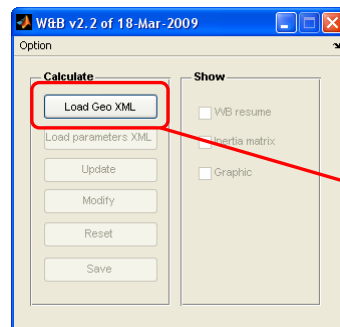 W&B v2.2 of 18-Mar-2009
Option
Calculate
Load Geo XML
Load parameters XML
Update
Modify
Reset
Save
Show
WB resume
Inertia matrix
Graphic